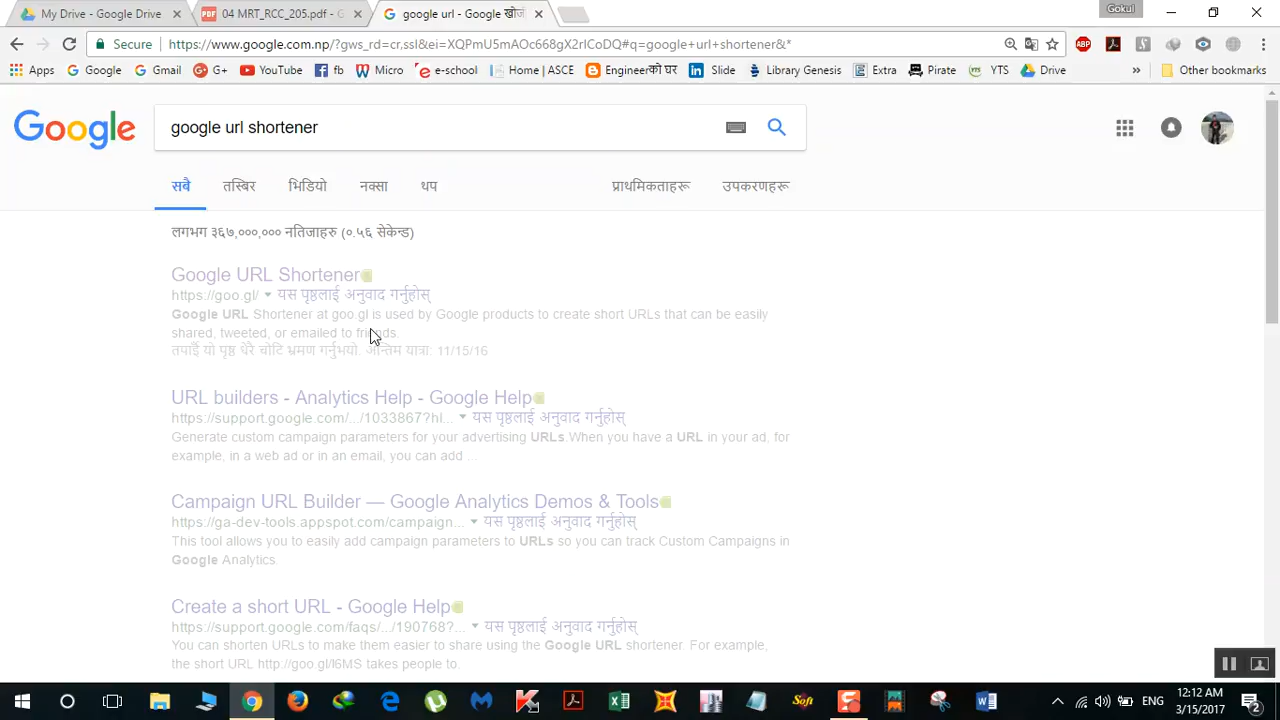 Gokul
My Drive - Google Drive
04 MRT_RCC_205.pdf - G
google url - Google खोज
Secure
https://www.google.com.np/?gws_rd=cr,ssl&ei=XQPmU5mAOc668gX2rICoDQ#q=google+url+shortener&*
Apps Google Gmail G+ YouTube fb Micro e-school Home | ASCE Engineerको घर Slide Library Genesis Extra Pirate YTS Drive » Other bookmarks
Google
google url shortener
सबै तस्बिर भिडियो नक्सा थप प्राथमिकताहरू उपकरणहरू
लगभग ३६७,०००,००० नतिजाहरु (०.५६ सेकेन्ड)
Google URL Shortener
https://goo.gl/ यस पृष्ठलाई अनुवाद गर्नुहोस्
Google URL Shortener at goo.gl is used by Google products to create short URLs that can be easily
shared, tweeted, or emailed to friends.
तपाईँ यो पृष्ठ धेरै चोटि भ्रमण गर्नुभयो. अन्तिम यात्रा: 11/15/16
URL builders - Analytics Help - Google Help
https://support.google.com/.../1033867?hl... यस पृष्ठलाई अनुवाद गर्नुहोस्
Generate custom campaign parameters for your advertising URLs.When you have a URL in your ad, for
example, in a web ad or in an email, you can add ...
Campaign URL Builder — Google Analytics Demos & Tools
https://ga-dev-tools.appspot.com/campaign... यस पृष्ठलाई अनुवाद गर्नुहोस्
This tool allows you to easily add campaign parameters to URLs so you can track Custom Campaigns in
Google Analytics.
Create a short URL - Google Help
https://support.google.com/faqs/.../190768?... यस पृष्ठलाई अनुवाद गर्नुहोस्
You can shorten URLs to make them easier to share using the Google URL shortener. For example,
the short URL http://goo.gl/l6MS takes people to.
Soft
ENG
12:12 AM
3/15/2017
2